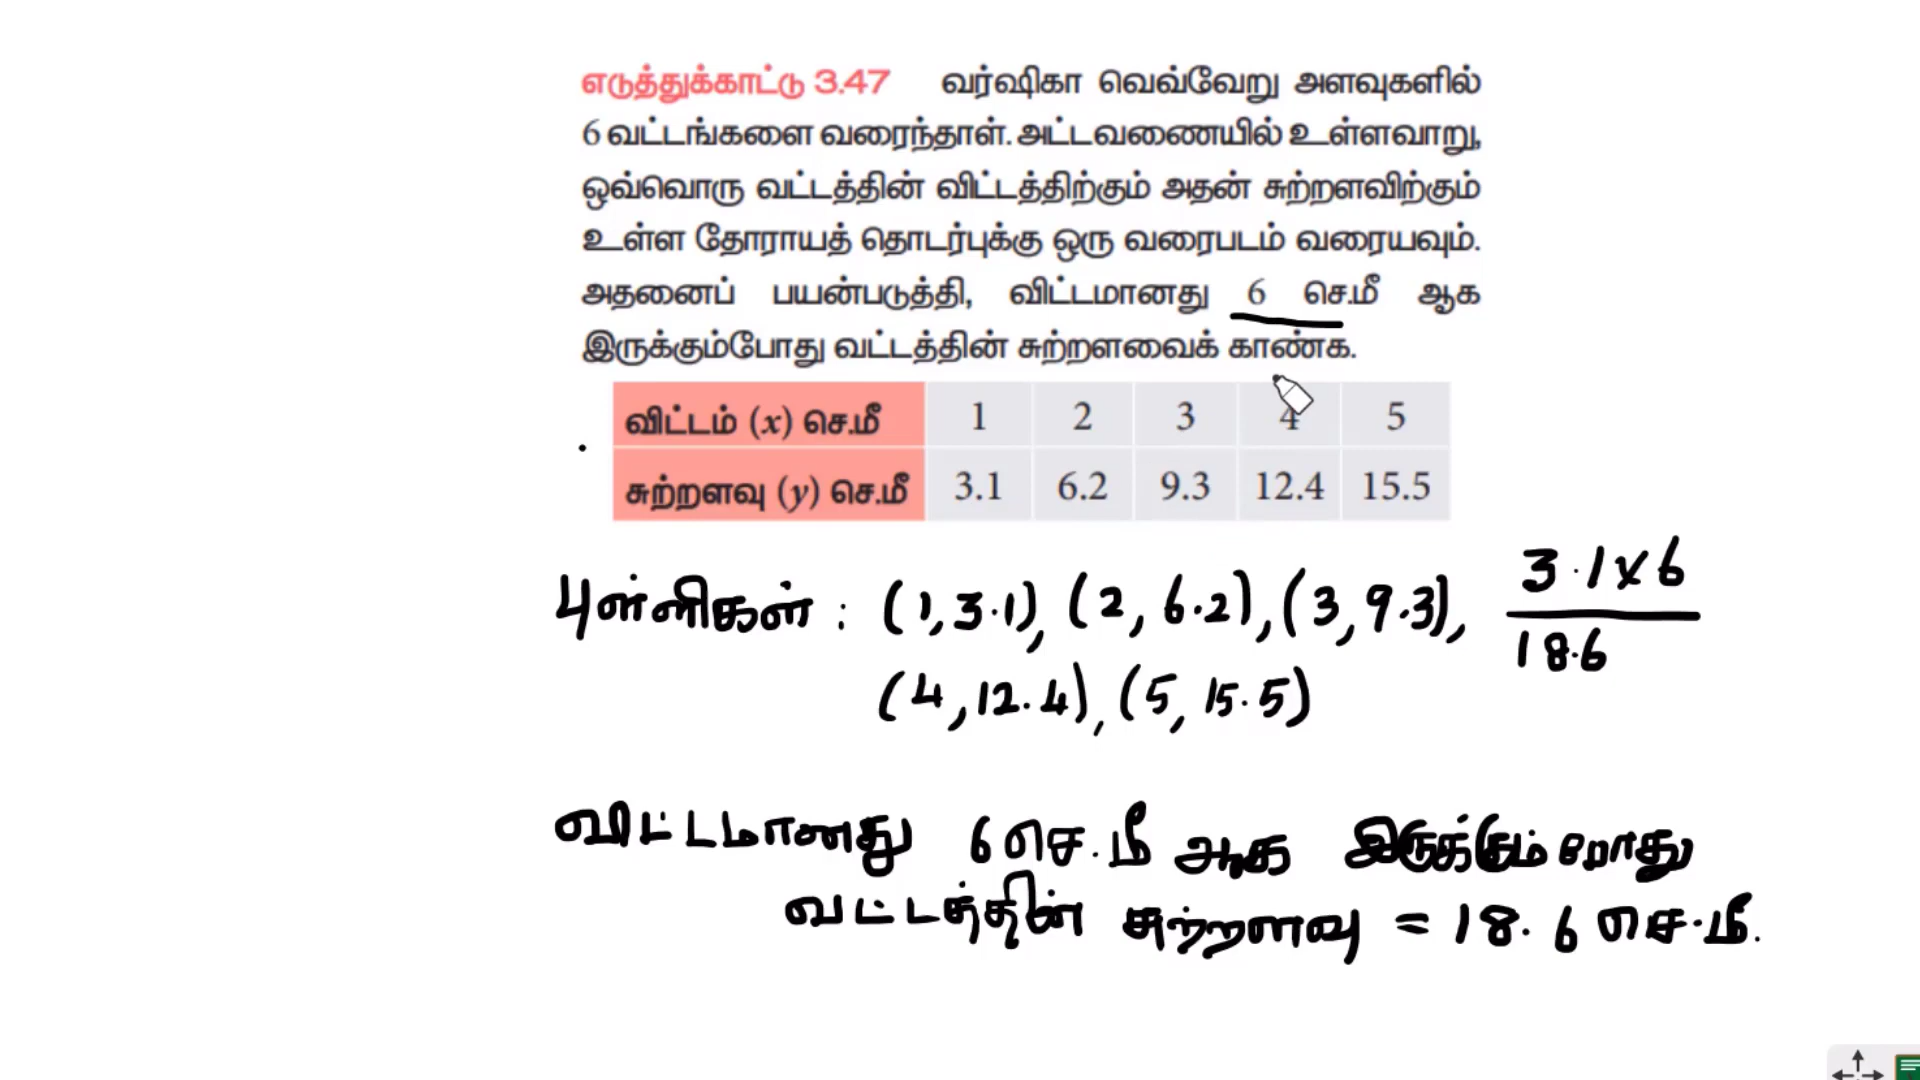 எடுத்துக்காட்டு 3.47 வர்ஷிகா வெவ்வேறு அளவுகளில்
6 வட்டங்களை வரைந்தாள். அட்டவணையில் உள்ளவாறு,
ஒவ்வொரு வட்டத்தின் விட்டத்திற்கும் அதன் சுற்றளவிற்கும்
உள்ள தோராயத் தொடர்புக்கு ஒரு வரைபடம் வரையவும்.
அதனைப் பயன்படுத்தி, விட்டமானது 6 செ.மீ ஆக
இருக்கும்போது வட்டத்தின் சுற்றளவைக் காண்க.
விட்டம் (x) செ.மீ 1 2 3 4 5
சுற்றளவு (y) செ.மீ 3.1 6.2 9.3 12.4 15.5
புள்ளிகள் : (1, 3.1), (2, 6.2), (3, 9.3),
(4, 12.4), (5, 15.5)
3.1 x 6
18.6
விட்டமானது 6 செ.மீ ஆக இருக்கும்போது
வட்டத்தின் சுற்றளவு = 18.6 செ.மீ.